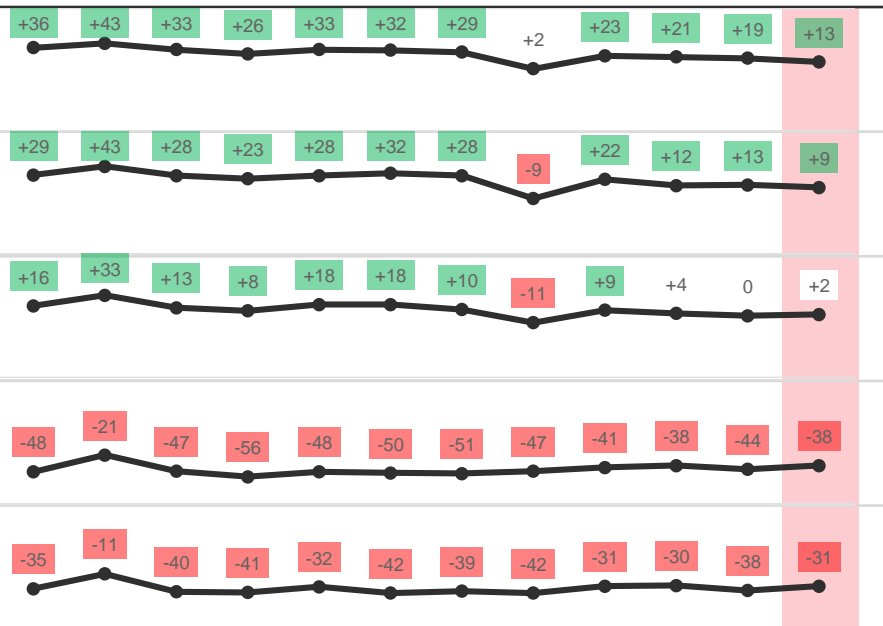 +36 +43 +33 +26 +33 +32 +29 +2 +23 +21 +19 +13
+29 +43 +28 +23 +28 +32 +28 -9 +22 +12 +13 +9
+16 +33 +13 +8 +18 +18 +10 -11 +9 +4 0 +2
-48 -21 -47 -56 -48 -50 -51 -47 -41 -38 -44 -38
-35 -11 -40 -41 -32 -42 -39 -42 -31 -30 -38 -31